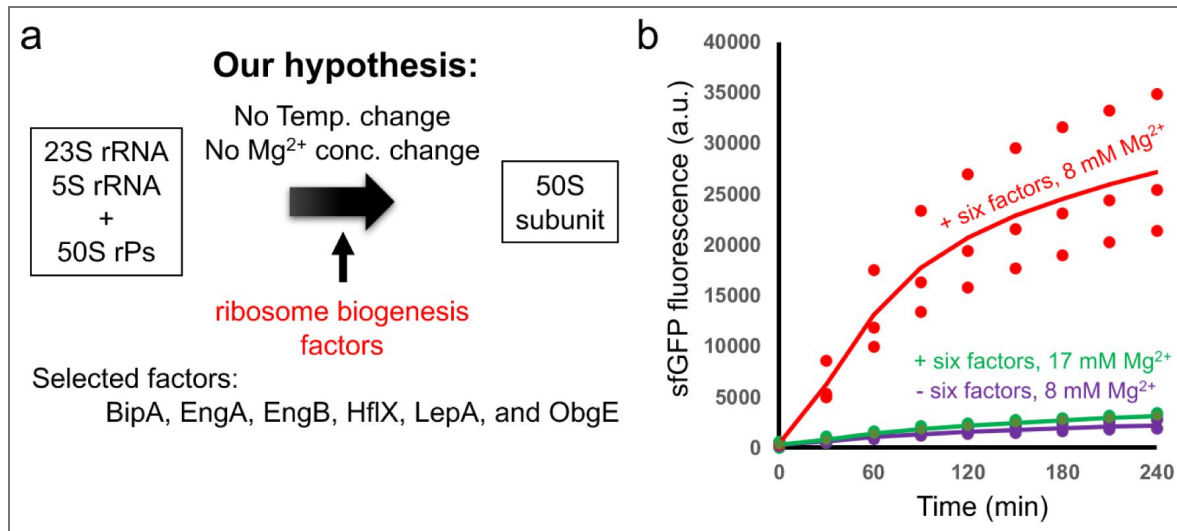 a
Our hypothesis:
No Temp. change
No Mg²⁺ conc. change
23S rRNA
5S rRNA
+
50S rPs
50S
subunit
ribosome biogenesis
factors
Selected factors:
BipA, EngA, EngB, HflX, LepA, and ObgE
b
sfGFP fluorescence (a.u.)
40000
35000
30000
25000
20000
15000
10000
5000
0
+ six factors, 8 mM Mg²⁺
+ six factors, 17 mM Mg²⁺
- six factors, 8 mM Mg²⁺
0 60 120 180 240
Time (min)